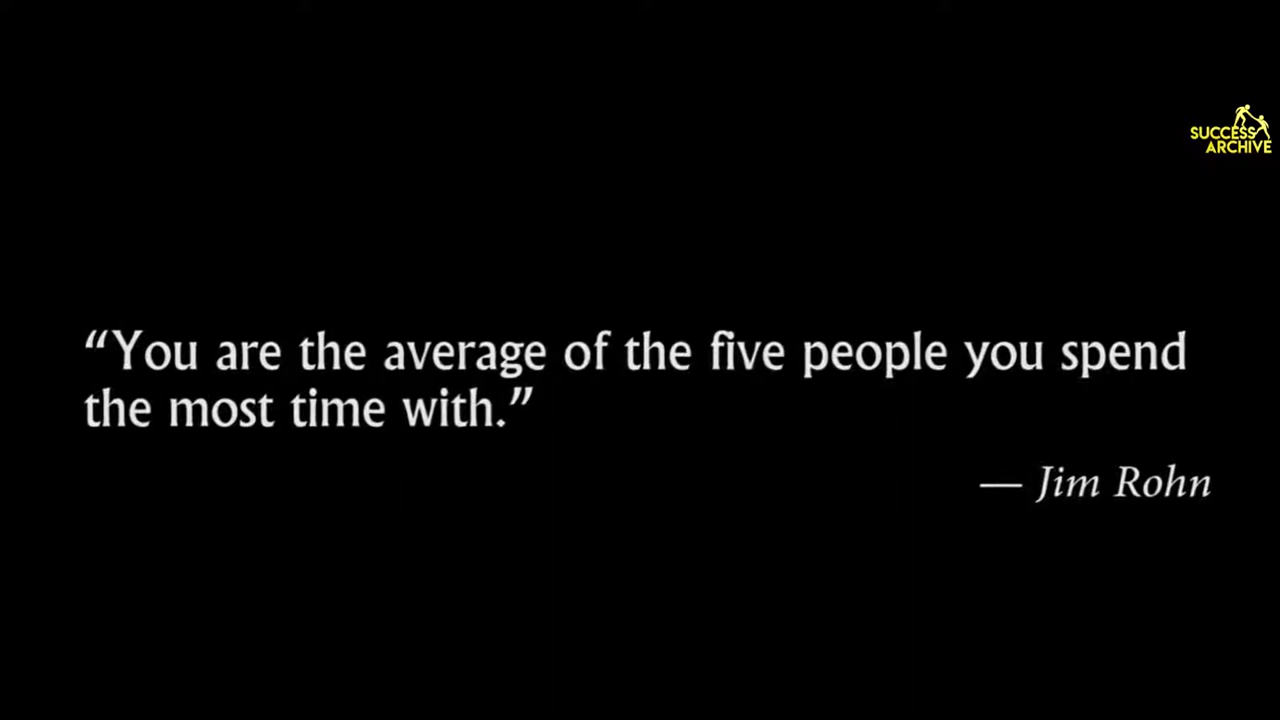 SUCCESS
ARCHIVE
“You are the average of the five people you spend
the most time with.”
— Jim Rohn